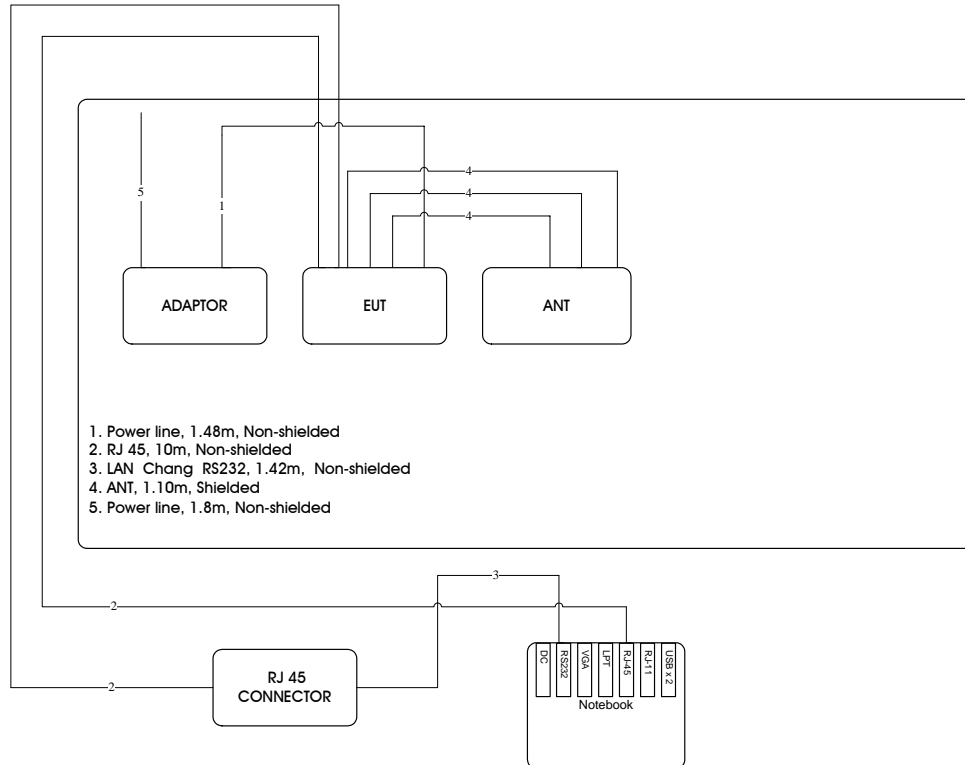 4
4
4
5
1
ADAPTOR
EUT
ANT
1. Power line, 1.48m, Non-shielded
2. RJ 45, 10m, Non-shielded
3. LAN Chang RS232, 1.42m, Non-shielded
4. ANT, 1.10m, Shielded
5. Power line, 1.8m, Non-shielded
3
2
2
RJ 45
CONNECTOR
DC
RS232
VGA
LPT
RJ-45
RJ-11
USB x 2
Notebook